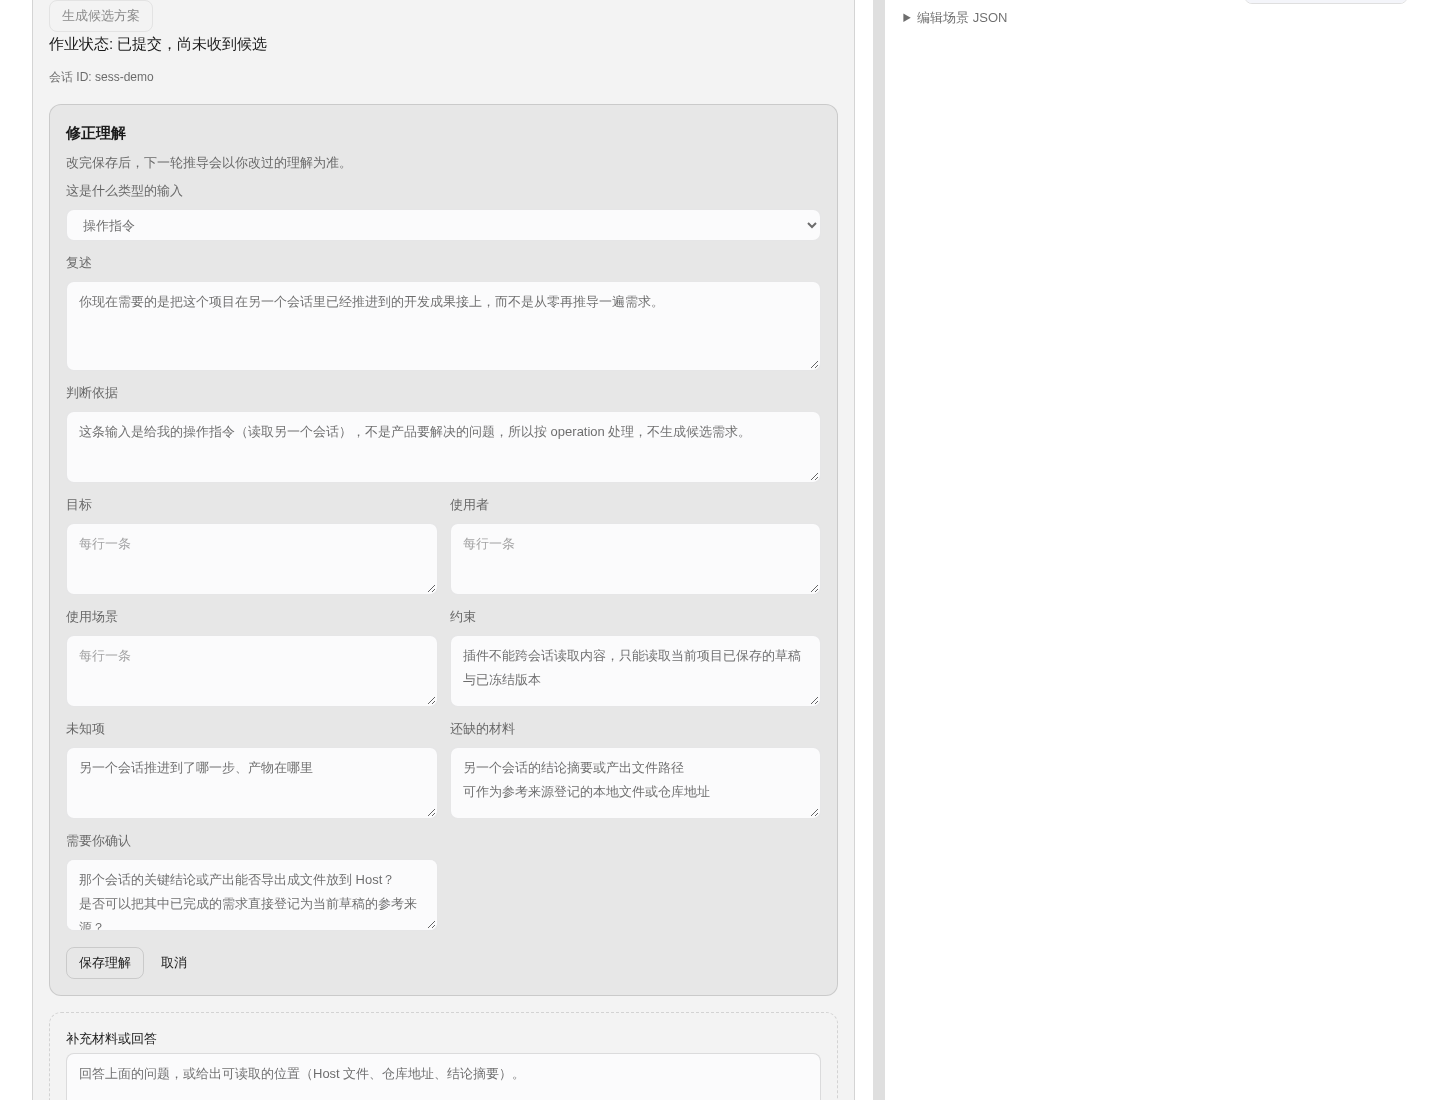 生成候选方案
作业状态: 已提交，尚未收到候选
会话 ID: sess-demo
修正理解
改完保存后，下一轮推导会以你改过的理解为准。
这是什么类型的输入
操作指令
复述
你现在需要的是把这个项目在另一个会话里已经推进到的开发成果接上，而不是从零再推导一遍需求。
判断依据
这条输入是给我的操作指令（读取另一个会话），不是产品要解决的问题，所以按 operation 处理，不生成候选需求。
目标
每行一条
使用者
每行一条
使用场景
每行一条
约束
插件不能跨会话读取内容，只能读取当前项目已保存的草稿
与已冻结版本
未知项
另一个会话推进到了哪一步、产物在哪里
还缺的材料
另一个会话的结论摘要或产出文件路径
可作为参考来源登记的本地文件或仓库地址
需要你确认
那个会话的关键结论或产出能否导出成文件放到 Host？
是否可以把其中已完成的需求直接登记为当前草稿的参考来
源？
保存理解
取消
补充材料或回答
回答上面的问题，或给出可读取的位置（Host 文件、仓库地址、结论摘要）。
编辑场景 JSON